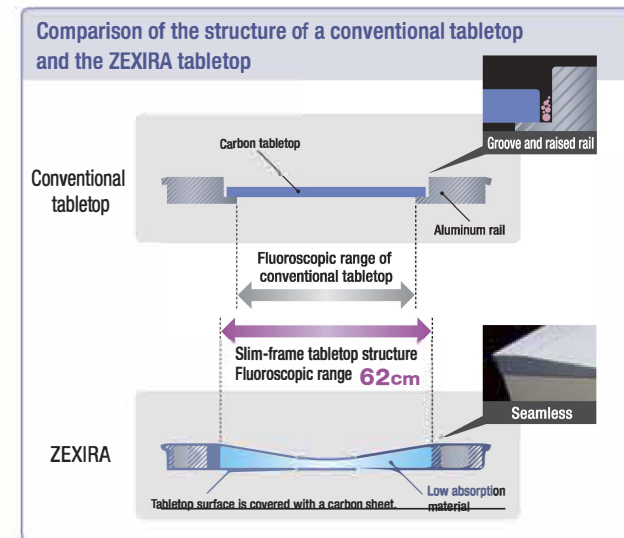 Comparison of the structure of a conventional tabletop
and the ZEXIRA tabletop
Carbon tabletop
Groove and raised rail
Conventional
tabletop
Aluminum rail
Fluoroscopic range of
conventional tabletop
Slim-frame tabletop structure
Fluoroscopic range 62cm
Seamless
ZEXIRA
Tabletop surface is covered with a carbon sheet.
Low absorption
material